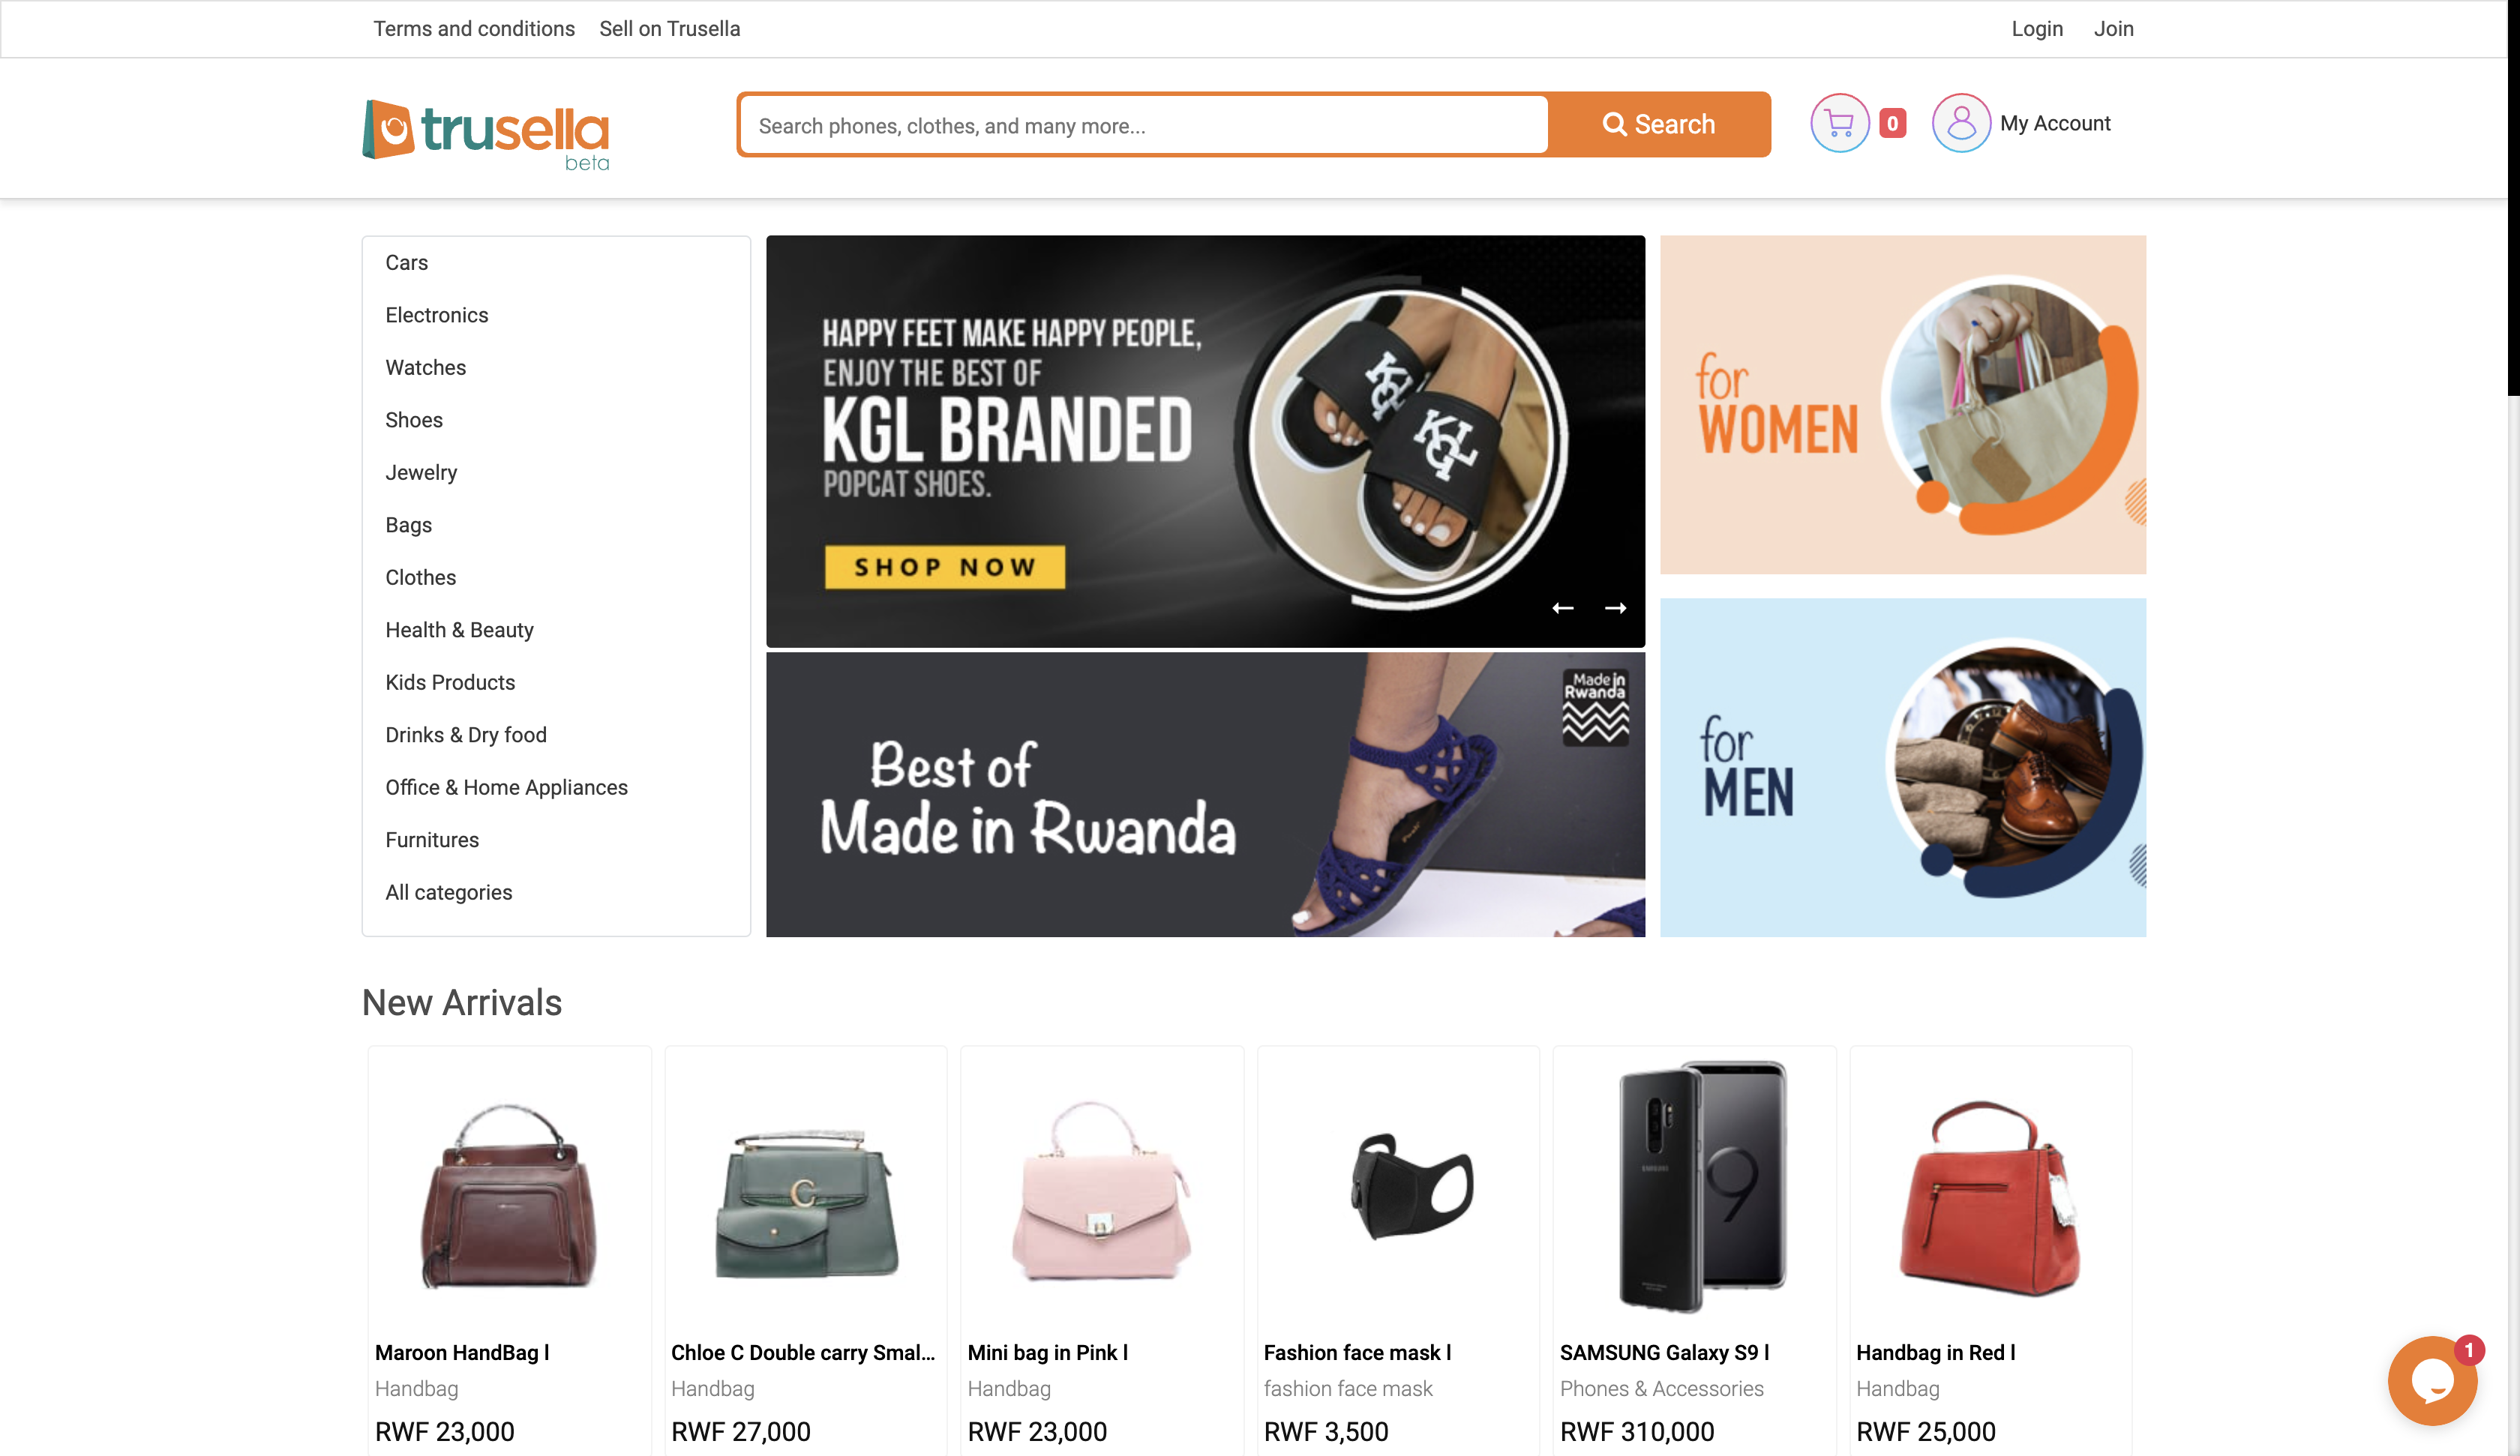 Terms and conditions
Sell on Trusella
Login
Join
trusella
beta
Search phones, clothes, and many more...
Search
0
My Account
Cars
Electronics
Watches
Shoes
Jewelry
Bags
Clothes
Health & Beauty
Kids Products
Drinks & Dry food
Office & Home Appliances
Furnitures
All categories
HAPPY FEET MAKE HAPPY PEOPLE,
ENJOY THE BEST OF
KGL BRANDED
POPCAT SHOES.
SHOP NOW
KGL
KGL
Made in
Rwanda
Best of
Made in Rwanda
for
WOMEN
for
MEN
New Arrivals
C
SAMSUNG
9
Maroon HandBag l
Handbag
RWF 23,000
Chloe C Double carry Smal...
Handbag
RWF 27,000
Mini bag in Pink l
Handbag
RWF 23,000
Fashion face mask l
fashion face mask
RWF 3,500
SAMSUNG Galaxy S9 l
Phones & Accessories
RWF 310,000
Handbag in Red l
Handbag
RWF 25,000
1